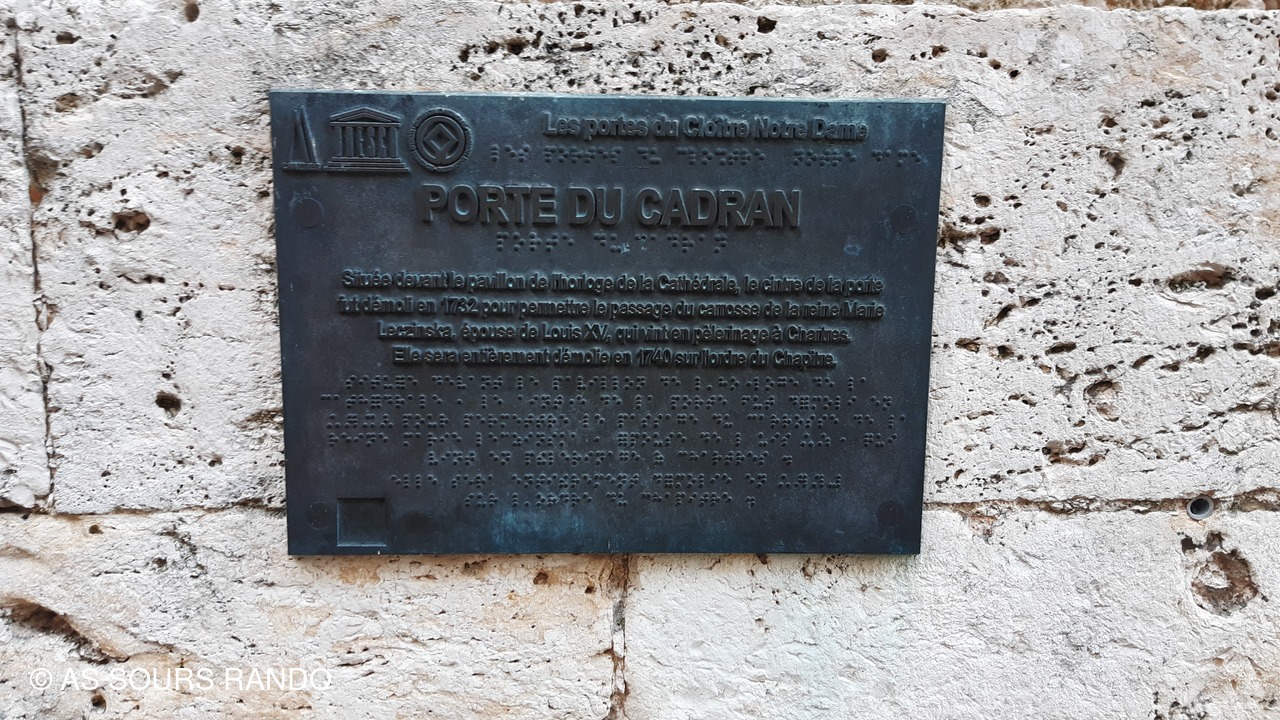 Les portes du Cloître Notre Dame
PORTE DU CADRAN
Située devant le pavillon de l'horloge de la Cathédrale, le cintre de la porte
fut démoli en 1732 pour permettre le passage du carrosse de la reine Marie
Leczinska, épouse de Louis XV, qui vint en pèlerinage à Chartres.
Elle sera entièrement démolie en 1740 sur l'ordre du Chapitre.
© AS SOURS RANDO